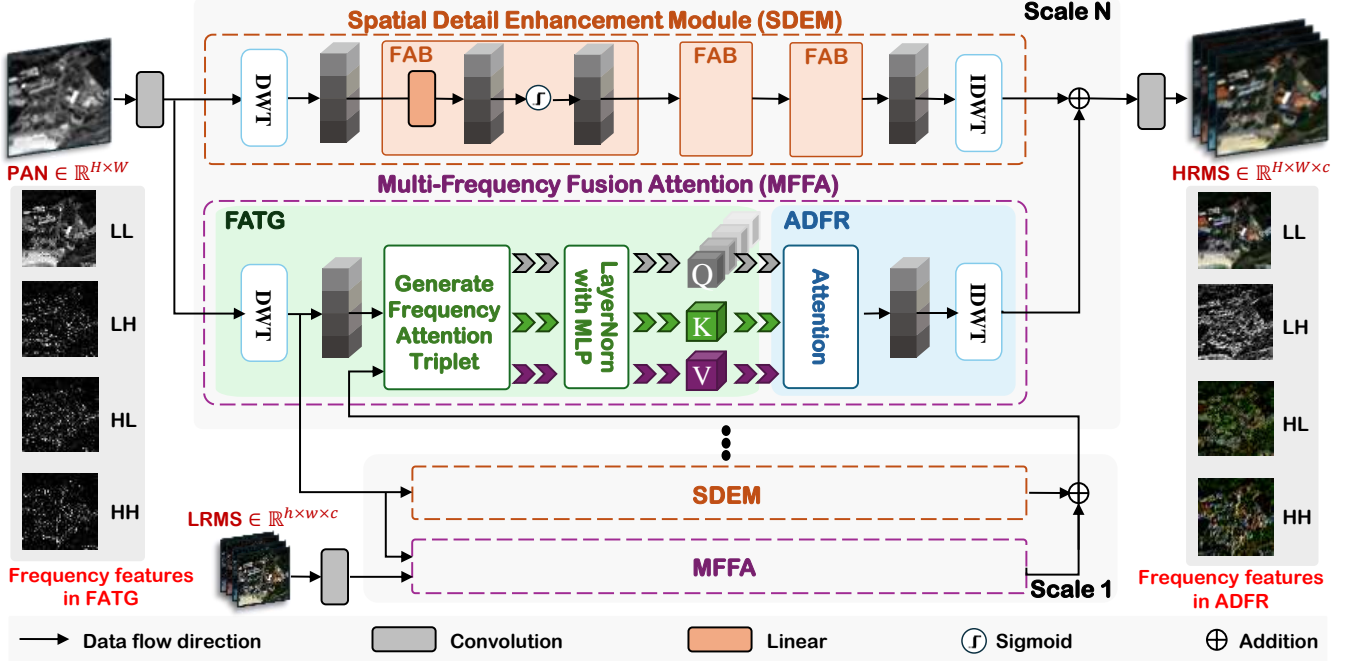 Spatial Detail Enhancement Module (SDEM)
Scale N
DWT
FAB
FAB
FAB
IDWT
PAN ∈ ℝ^{H×W}
HRMS ∈ ℝ^{H×W×c}
Multi-Frequency Fusion Attention (MFFA)
FATG
ADFR
DWT
Generate
Frequency
Attention
Triplet
LayerNorm
with MLP
Q
K
V
Attention
IDWT
LL
LH
HL
HH
Frequency features
in FATG
LL
LH
HL
HH
Frequency features
in ADFR
SDEM
LRMS ∈ ℝ^{h×w×c}
MFFA
Scale 1
Data flow direction
Convolution
Linear
Sigmoid
Addition